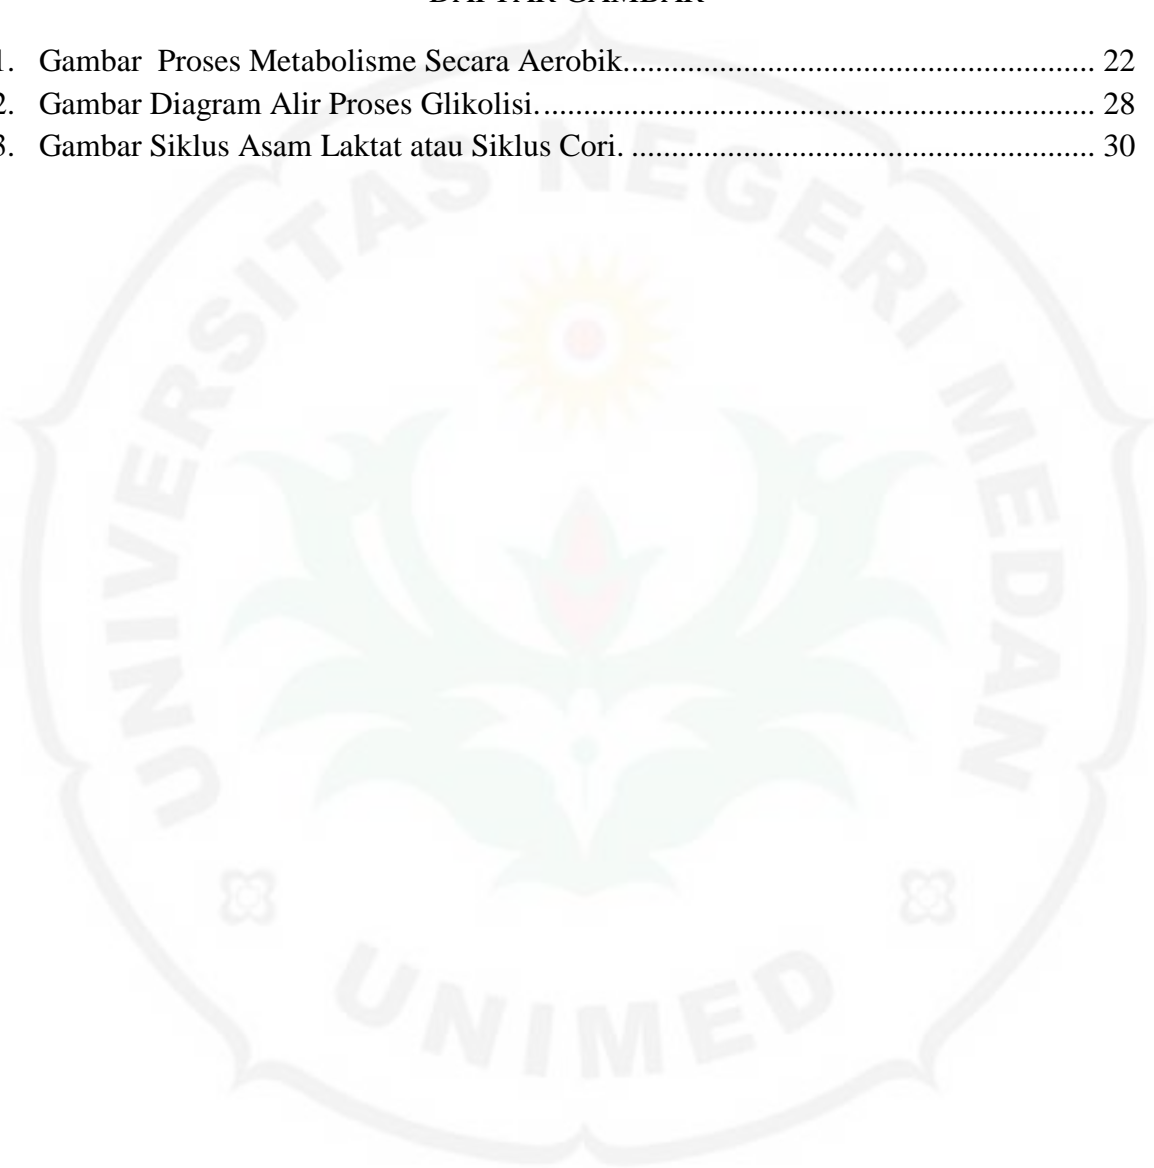 DAFTAR GAMBAR
1. Gambar  Proses Metabolisme Secara Aerobik.......................................................... 22
2. Gambar Diagram Alir Proses Glikolisi..................................................................... 28
3. Gambar Siklus Asam Laktat atau Siklus Cori. ........................................................ 30
UNIVERSITAS NEGERI MEDAN
UNIMED